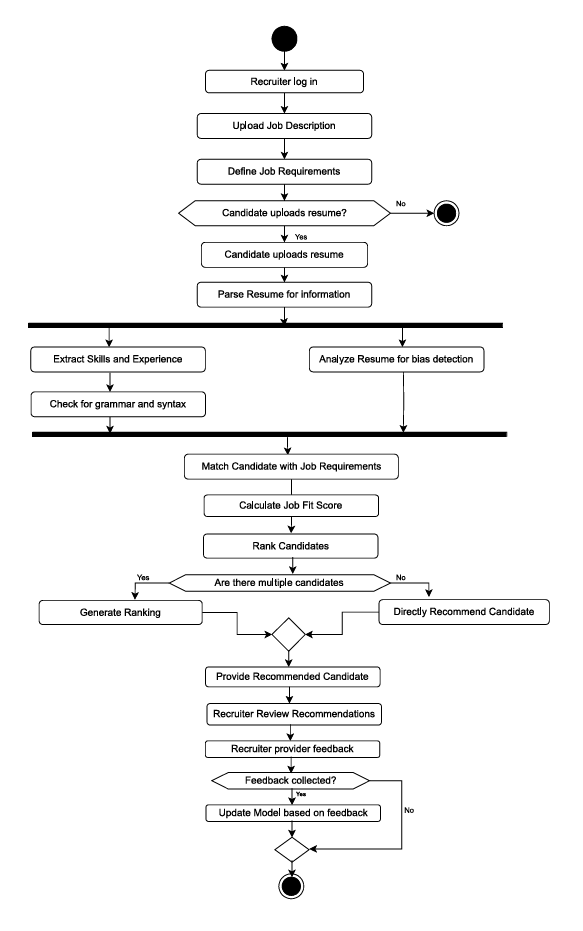 Recruiter log in
Upload Job Description
Define Job Requirements
Candidate uploads resume?
No
Yes
Candidate uploads resume
Parse Resume for information
Extract Skills and Experience
Analyze Resume for bias detection
Check for grammar and syntax
Match Candidate with Job Requirements
Calculate Job Fit Score
Rank Candidates
Are there multiple candidates
Yes
No
Generate Ranking
Directly Recommend Candidate
Provide Recommended Candidate
Recruiter Review Recommendations
Recruiter provider feedback
Feedback collected?
Yes
Update Model based on feedback
No